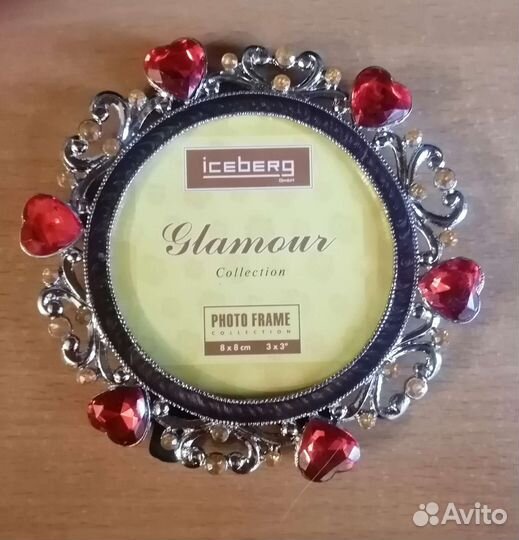 iceberg
GmbH
Glamour
Collection
PHOTO FRAME
COLLECTION
8 x 8 cm 3 x 3"
Avito